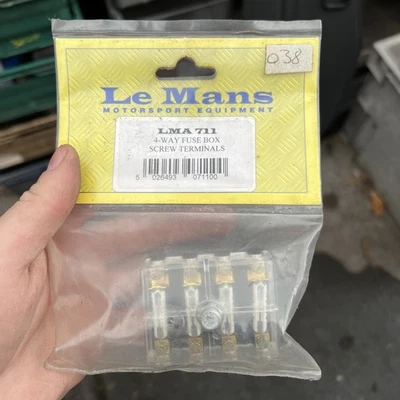 038
Le Mans
MOTORSPORT EQUIPMENT
LMA 711
4-WAY FUSE BOX
SCREW TERMINALS
5 026493 071100